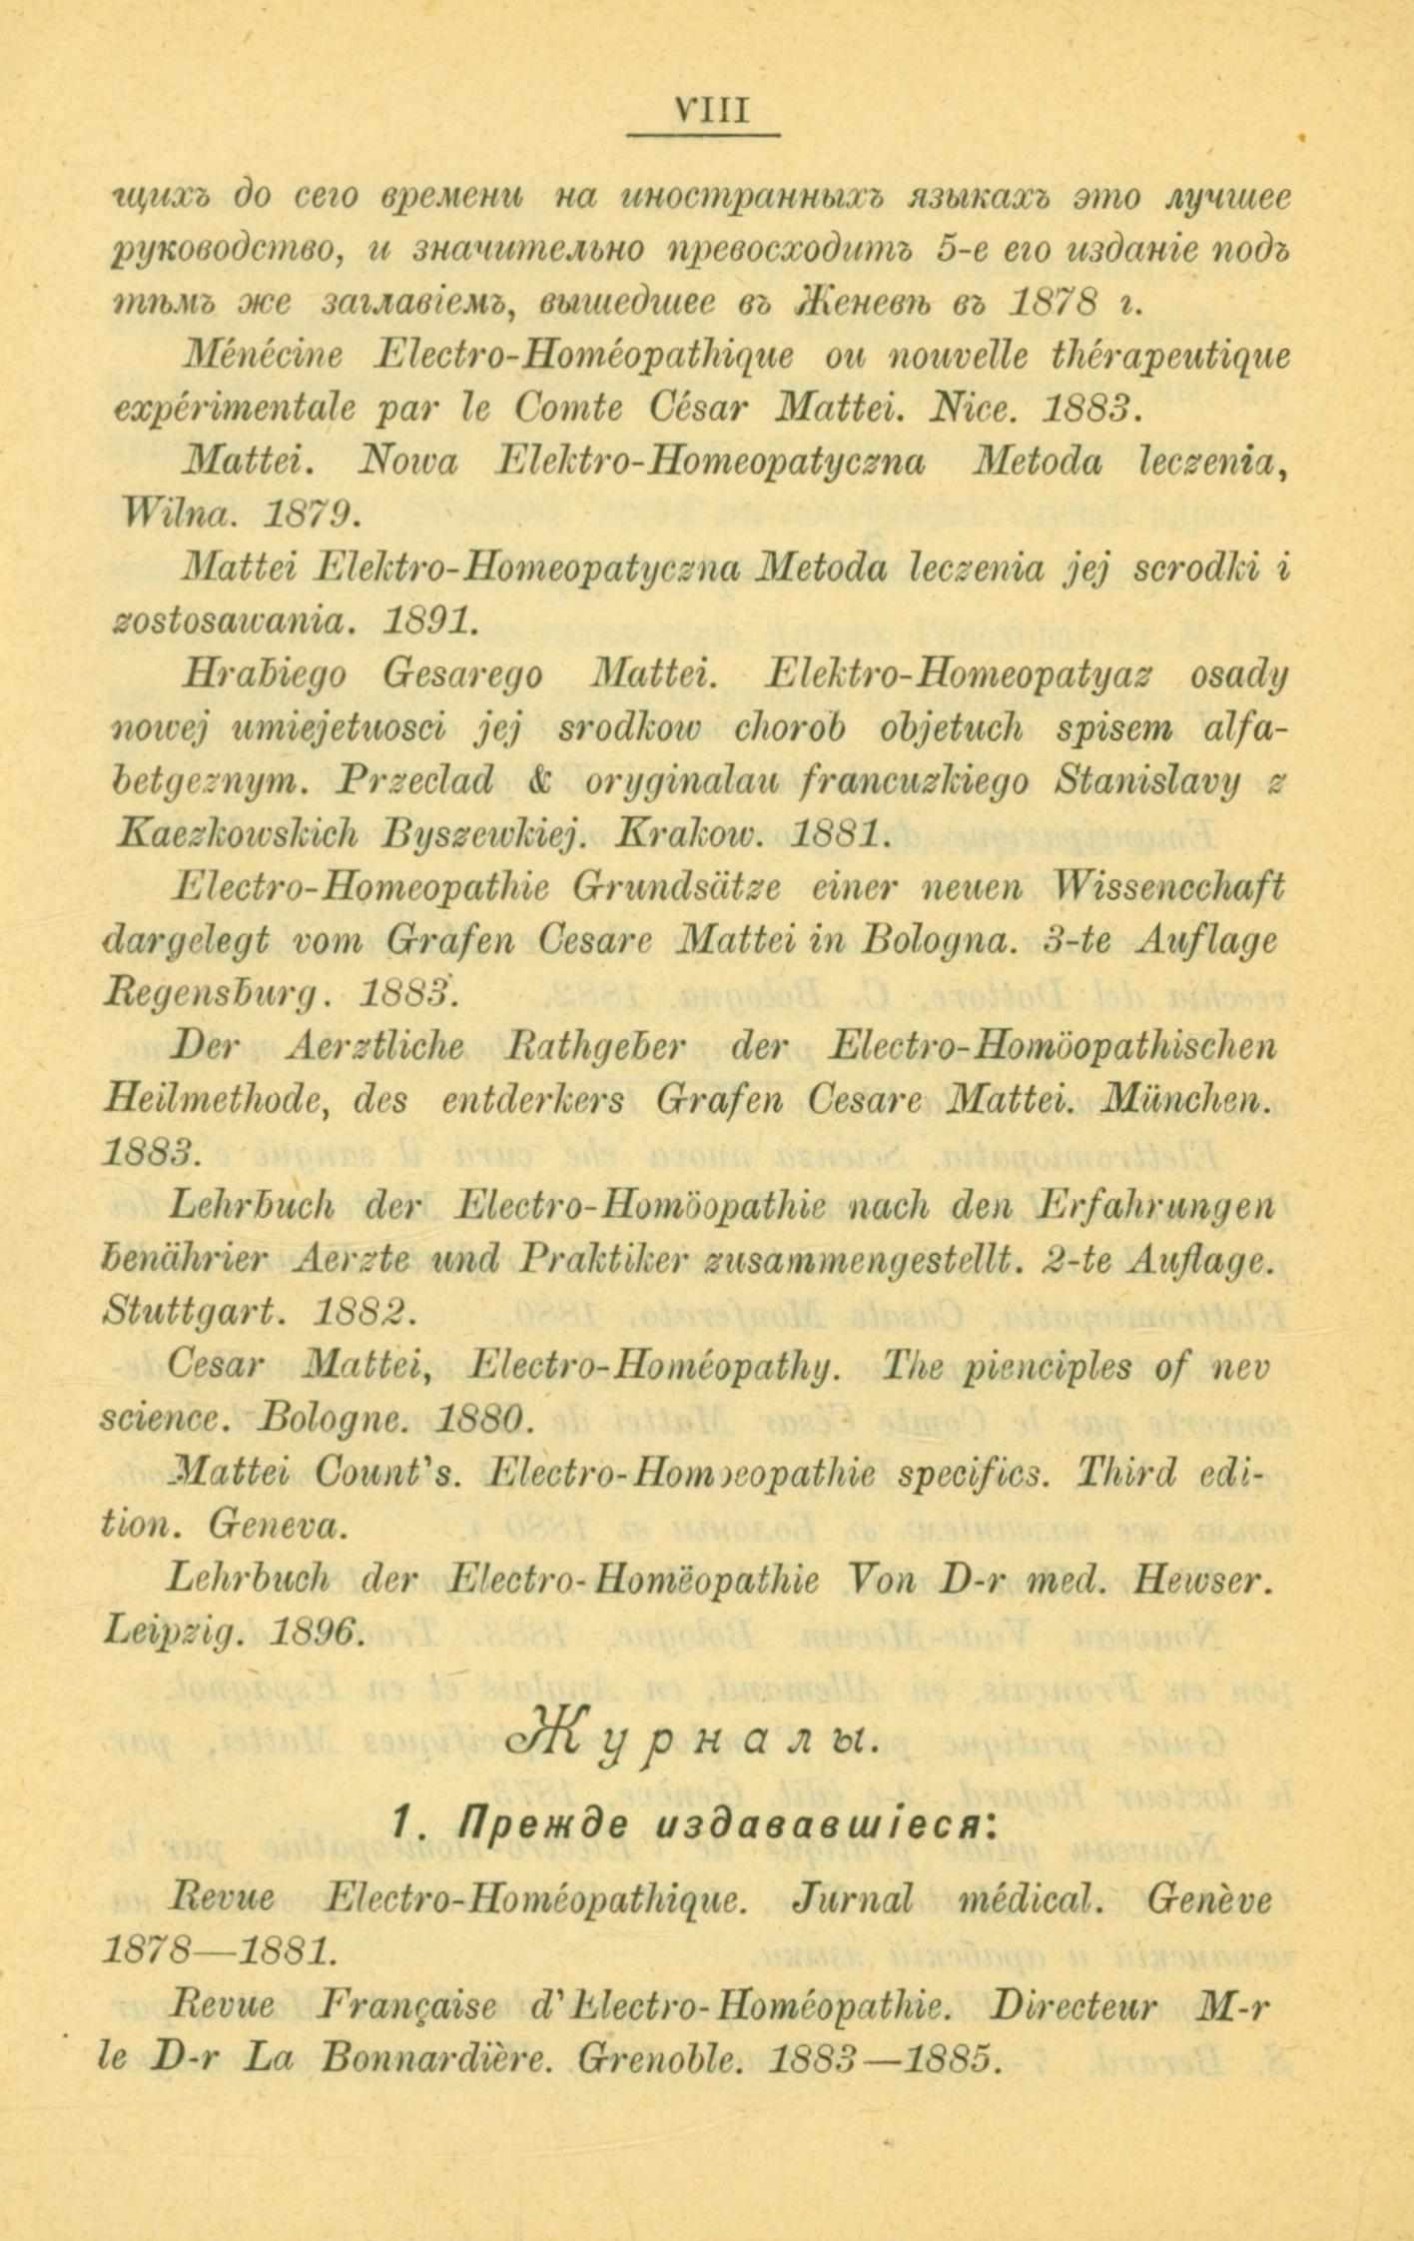 VIII
щихъ до сего времени на иностранныхъ языкахъ это лучшее
руководство, и значительно превосходитъ 5-е его изданіе подъ
тѣмъ же заглавіемъ, вышедшее въ Женевѣ въ 1878 г.
Ménécine Electro-Homéopathique ou nouvelle thérapeutique
expérimentale par le Comte César Mattei. Nice. 1883.
Mattei. Nowa Elektro-Homeopatyczna Metoda leczenia,
Wilna. 1879.
Mattei Elektro-Homeopatyczna Metoda leczenia jej scrodki i
zostosawania. 1891.
Hrabiego Gesarego Mattei. Elektro-Homeopatyaz osady
nowej umiejetuosci jej srodkow chorob objetuch spisem alfa-
betgeznym. Przeclad & oryginalau francuzkiego Stanislavy z
Kaezkowskich Byszewkiej. Krakow. 1881.
Electro-Homeopathie Grundsätze einer neuen Wissencchaft
dargelegt vom Grafen Cesare Mattei in Bologna. 3-te Auflage
Regensburg. 1883.
Der Aerztliche Rathgeber der Electro-Homöopathischen
Heilmethode, des entderkers Grafen Cesare Mattei. München.
1883.
Lehrbuch der Electro-Homöopathie nach den Erfahrungen
benährier Aerzte und Praktiker zusammengestellt. 2-te Auflage.
Stuttgart. 1882.
Cesar Mattei, Electro-Homéopathy. The pienciples of nev
science. Bologne. 1880.
Mattei Count's. Electro-Homœopathie specifics. Third edi-
tion. Geneva.
Lehrbuch der Electro-Homëopathie Von D-r med. Hewser.
Leipzig. 1896.
Журналы.
1. Прежде издававшіеся:
Revue Electro-Homéopathique. Jurnal médical. Genève
1878—1881.
Revue Française d'Electro-Homéopathie. Directeur M-r
le D-r La Bonnardière. Grenoble. 1883—1885.